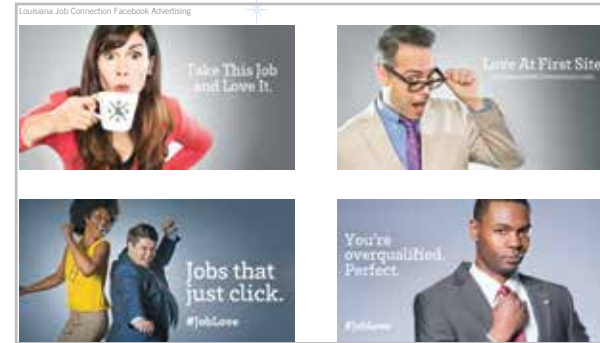 Louisiana Job Connection Facebook Advertising
Take This Job
and Love It.
Love At First Site
Jobs that
just click.
#JobLove
You're
overqualified.
Perfect.
#JobLove